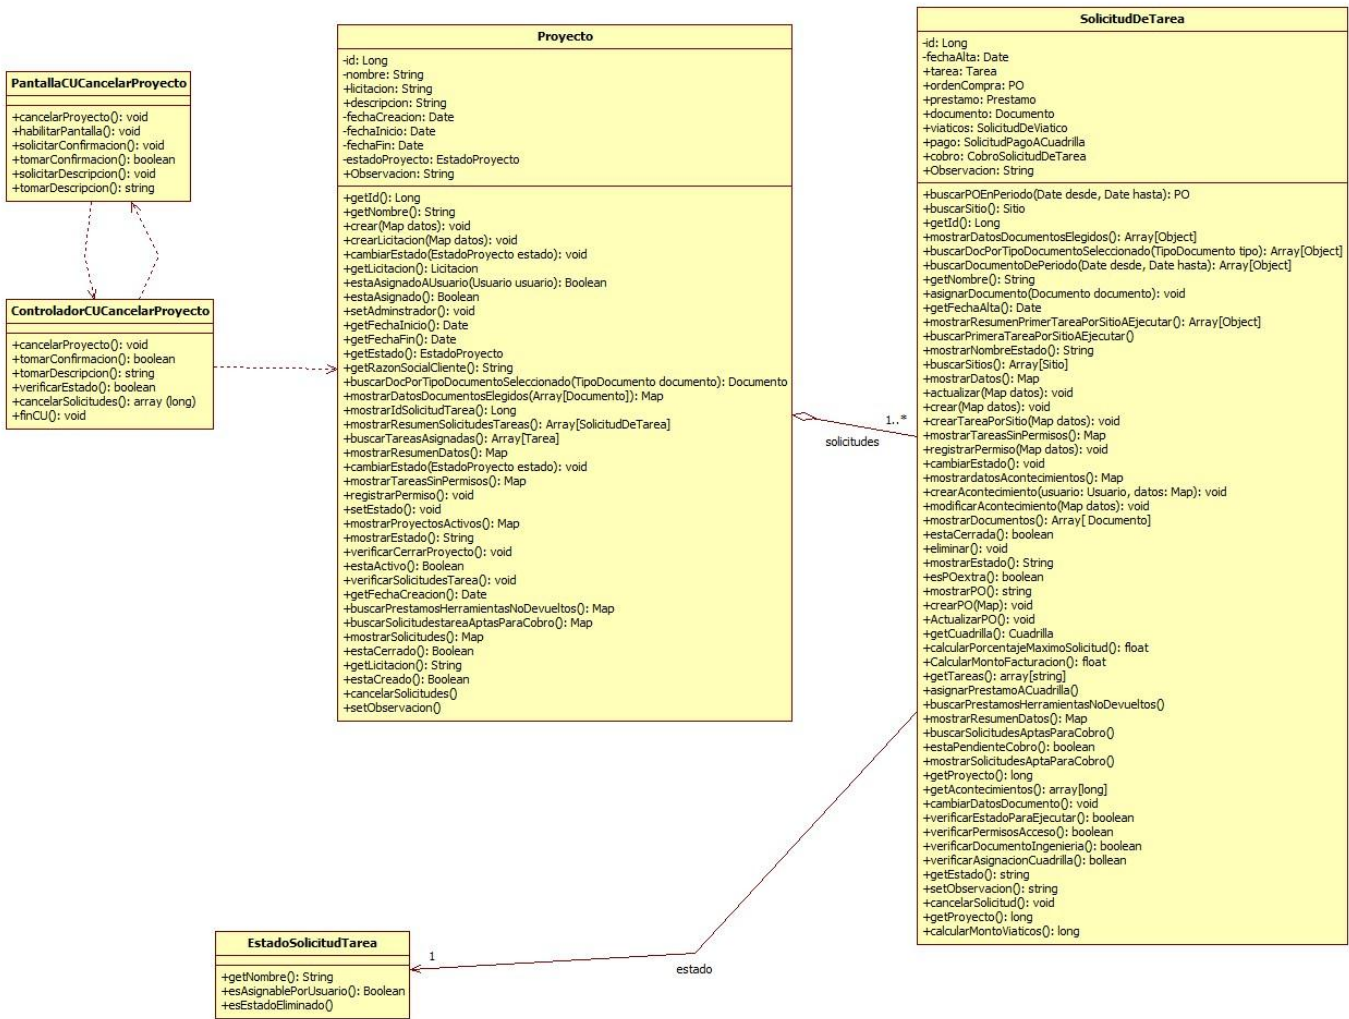 PantallaCUCancelarProyecto
+cancelarProyecto(): void
+habilitarPantalla(): void
+solicitarConfirmacion(): void
+tomarConfirmacion(): boolean
+solicitarDescripcion(): void
+tomarDescripcion(): string
ControladorCUCancelarProyecto
+cancelarProyecto(): void
+tomarConfirmacion(): boolean
+tomarDescripcion(): string
+verificarEstado(): boolean
+cancelarSolicitudes(): array (long)
+finCU(): void
Proyecto
-id: Long
-nombre: String
+licitacion: String
+descripcion: String
-fechaCreacion: Date
-fechaInicio: Date
-fechaFin: Date
-estadoProyecto: EstadoProyecto
+Observacion: String
+getId(): Long
+getNombre(): String
+crear(Map datos): void
+crearLicitacion(Map datos): void
+cambiarEstado(EstadoProyecto estado): void
+getLicitacion(): Licitacion
+estaAsignadoAUsuario(Usuario usuario): Boolean
+estaAsignado(): Boolean
+setAdminstrador(): void
+getFechaInicio(): Date
+getFechaFin(): Date
+getEstado(): EstadoProyecto
+getRazonSocialCliente(): String
+buscarDocPorTipoDocumentoSeleccionado(TipoDocumento documento): Documento
+mostrarDatosDocumentosElegidos(Array[Documento]): Map
+mostrarIdSolicitudTarea(): Long
+mostrarResumenSolicitudesTareas(): Array[SolicitudDeTarea]
+buscarTareasAsignadas(): Array[Tarea]
+mostrarResumenDatos(): Map
+cambiarEstado(EstadoProyecto estado): void
+mostrarTareasSinPermisos(): Map
+registrarPermiso(): void
+setEstado(): void
+mostrarProyectosActivos(): Map
+mostrarEstado(): String
+verificarCerrarProyecto(): void
+estaActivo(): Boolean
+verificarSolicitudesTarea(): void
+getFechaCreacion(): Date
+buscarPrestamosHerramientasNoDevueltos(): Map
+buscarSolicitudestareaAptasParaCobro(): Map
+mostrarSolicitudes(): Map
+estaCerrado(): Boolean
+getLicitacion(): String
+estaCreado(): Boolean
+cancelarSolicitudes()
+setObservacion()
1..*
solicitudes
SolicitudDeTarea
-id: Long
-fechaAlta: Date
+tarea: Tarea
+ordenCompra: PO
+prestamo: Prestamo
+documento: Documento
+viaticos: SolicitudDeViatico
+pago: SolicitudPagoACuadrilla
+cobro: CobroSolicitudDeTarea
+Observacion: String
+buscarPOEnPeriodo(Date desde, Date hasta): PO
+buscarSitio(): Sitio
+getId(): Long
+mostrarDatosDocumentosElegidos(): Array[Object]
+buscarDocPorTipoDocumentoSeleccionado(TipoDocumento tipo): Array[Object]
+buscarDocumentoDePeriodo(Date desde, Date hasta): Array[Object]
+getNombre(): String
+asignarDocumento(Documento documento): void
+getFechaAlta(): Date
+mostrarResumenPrimerTareaPorSitioAEjecutar(): Array[Object]
+buscarPrimeraTareaPorSitioAEjecutar()
+mostrarNombreEstado(): String
+buscarSitios(): Array[Sitio]
+mostrarDatos(): Map
+actualizar(Map datos): void
+crear(Map datos): void
+crearTareaPorSitio(Map datos): void
+mostrarTareasSinPermisos(): Map
+registrarPermiso(Map datos): void
+cambiarEstado(): void
+mostrardatosAcontecimientos(): Map
+crearAcontecimiento(usuario: Usuario, datos: Map): void
+modificarAcontecimiento(Map datos): void
+mostrarDocumentos(): Array[ Documento]
+estaCerrada(): boolean
+eliminar(): void
+mostrarEstado(): String
+esPOextra(): boolean
+mostrarPO(): string
+crearPO(Map): void
+ActualizarPO(): void
+getCuadrilla(): Cuadrilla
+calcularPorcentajeMaximoSolicitud(): float
+CalcularMontoFacturacion(): float
+getTareas(): array[string]
+asignarPrestamoACuadrilla()
+buscarPrestamosHerramientasNoDevueltos()
+mostrarResumenDatos(): Map
+buscarSolicitudesAptasParaCobro()
+estaPendienteCobro(): boolean
+mostrarSolicitudesAptaParaCobro()
+getProyecto(): long
+getAcontecimientos(): array[long]
+cambiarDatosDocumento(): void
+verificarEstadoParaEjecutar(): boolean
+verificarPermisosAcceso(): boolean
+verificarDocumentoIngenieria(): boolean
+verificarAsignacionCuadrilla(): bollean
+getEstado(): string
+setObservacion(): string
+cancelarSolicitud(): void
+getProyecto(): long
+calcularMontoViaticos(): long
EstadoSolicitudTarea
+getNombre(): String
+esAsignablePorUsuario(): Boolean
+esEstadoEliminado()
1
estado